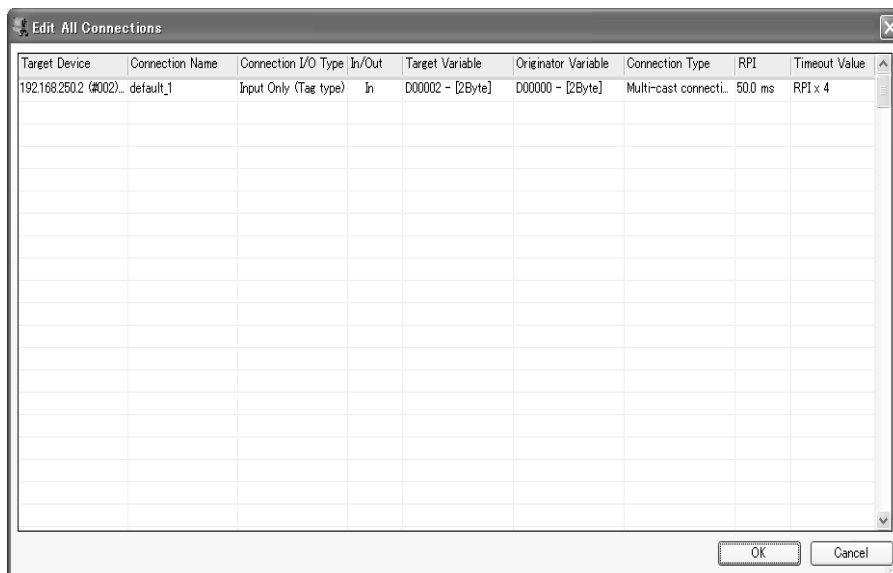 Edit All Connections
Target Device Connection Name Connection I/O Type In/Out Target Variable Originator Variable Connection Type RPI Timeout Value
192.168.250.2 (#002)... default_1 Input Only (Tag type) In D00002 - [2Byte] D00000 - [2Byte] Multi-cast connecti... 50.0 ms RPI x 4
OK Cancel